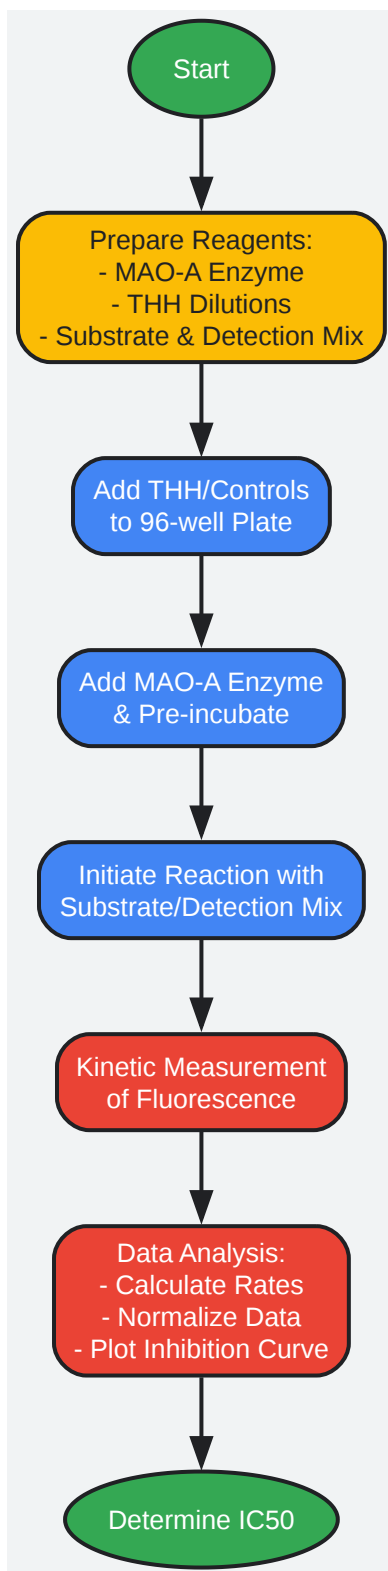 Start
Prepare Reagents:
- MAO-A Enzyme
- THH Dilutions
- Substrate & Detection Mix
Add THH/Controls
to 96-well Plate
Add MAO-A Enzyme
& Pre-incubate
Initiate Reaction with
Substrate/Detection Mix
Kinetic Measurement
of Fluorescence
Data Analysis:
- Calculate Rates
- Normalize Data
- Plot Inhibition Curve
Determine IC50